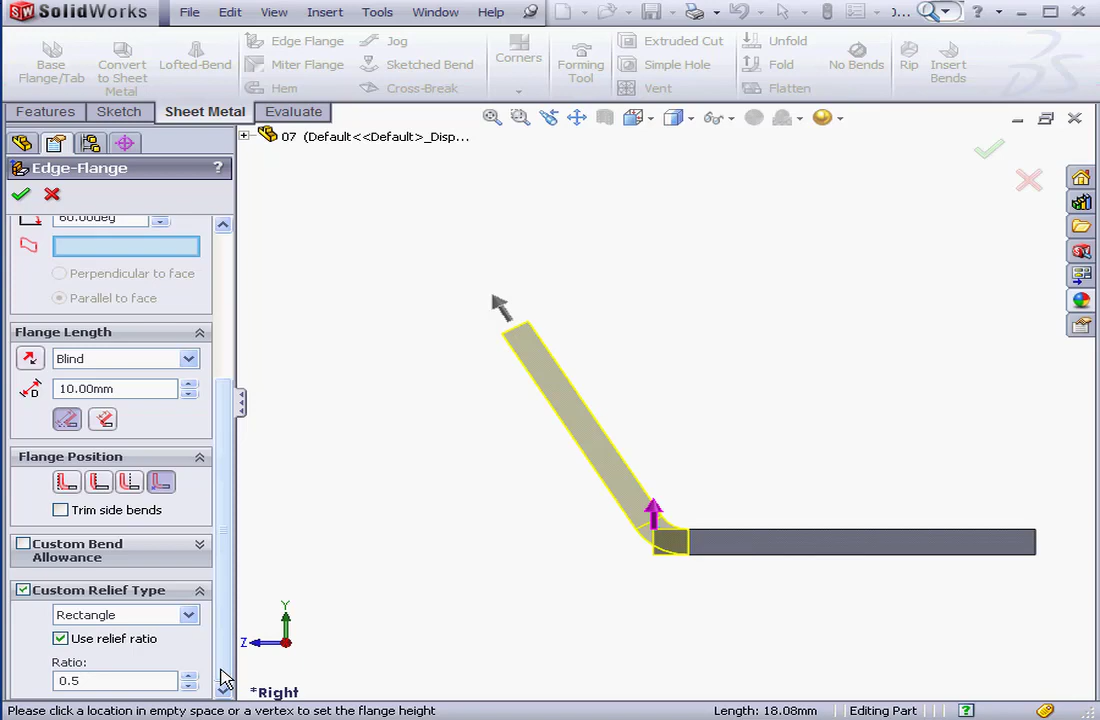 SolidWorks File Edit View Insert Tools Window Help
Base Flange/Tab
Convert to Sheet Metal
Lofted-Bend
Edge Flange
Miter Flange
Hem
Jog
Sketched Bend
Cross-Break
Corners
Forming Tool
Extruded Cut
Simple Hole
Vent
Unfold
Fold
Flatten
No Bends
Rip
Insert Bends
Features Sketch Sheet Metal Evaluate
07 (Default<<Default>_Disp...
Edge-Flange ?
60.00deg
Perpendicular to face
Parallel to face
Flange Length
Blind
10.00mm
Flange Position
Trim side bends
Custom Bend
Allowance
Custom Relief Type
Rectangle
Use relief ratio
Ratio:
0.5
Y
Z
*Right
Please click a location in empty space or a vertex to set the flange height Length: 18.08mm Editing Part